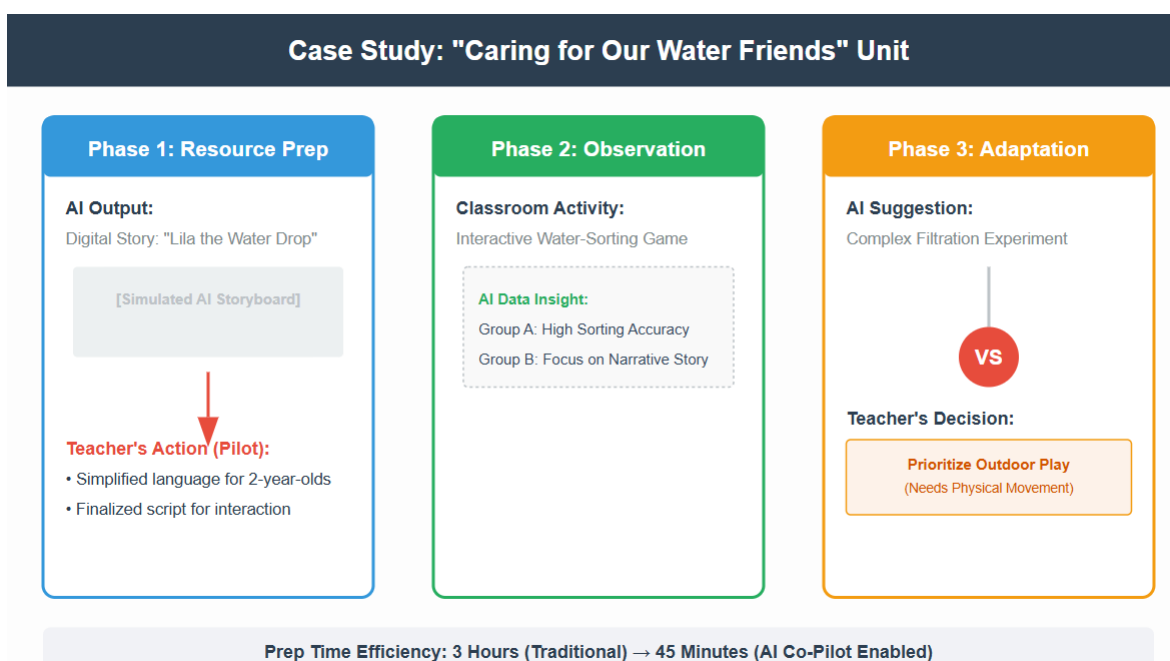 Case Study: "Caring for Our Water Friends" Unit
Phase 1: Resource Prep
AI Output:
Digital Story: "Lila the Water Drop"
[Simulated AI Storyboard]
Teacher's Action (Pilot):
• Simplified language for 2-year-olds
• Finalized script for interaction
Phase 2: Observation
Classroom Activity:
Interactive Water-Sorting Game
AI Data Insight:
Group A: High Sorting Accuracy
Group B: Focus on Narrative Story
Phase 3: Adaptation
AI Suggestion:
Complex Filtration Experiment
VS
Teacher's Decision:
Prioritize Outdoor Play
(Needs Physical Movement)
Prep Time Efficiency: 3 Hours (Traditional) → 45 Minutes (AI Co-Pilot Enabled)